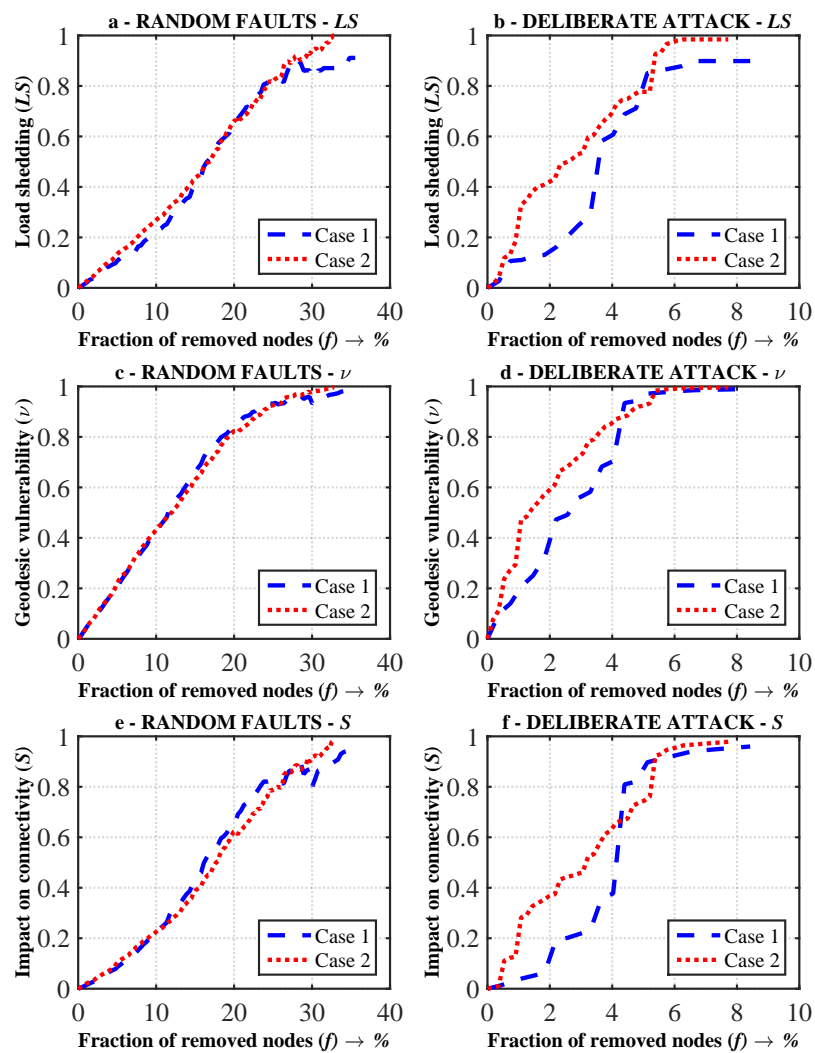 a - RANDOM FAULTS - LS
Load shedding (LS)
1
0.8
0.6
0.4
0.2
0
0 10 20 30 40
Case 1
Case 2
Fraction of removed nodes (f) → %
b - DELIBERATE ATTACK - LS
Load shedding (LS)
1
0.8
0.6
0.4
0.2
0
0 2 4 6 8 10
Case 1
Case 2
Fraction of removed nodes (f) → %
c - RANDOM FAULTS - ν
Geodesic vulnerability (ν)
1
0.8
0.6
0.4
0.2
0
0 10 20 30 40
Case 1
Case 2
Fraction of removed nodes (f) → %
d - DELIBERATE ATTACK - ν
Geodesic vulnerability (ν)
1
0.8
0.6
0.4
0.2
0
0 2 4 6 8 10
Case 1
Case 2
Fraction of removed nodes (f) → %
e - RANDOM FAULTS - S
Impact on connectivity (S)
1
0.8
0.6
0.4
0.2
0
0 10 20 30 40
Case 1
Case 2
Fraction of removed nodes (f) → %
f - DELIBERATE ATTACK - S
Impact on connectivity (S)
1
0.8
0.6
0.4
0.2
0
0 2 4 6 8 10
Case 1
Case 2
Fraction of removed nodes (f) → %